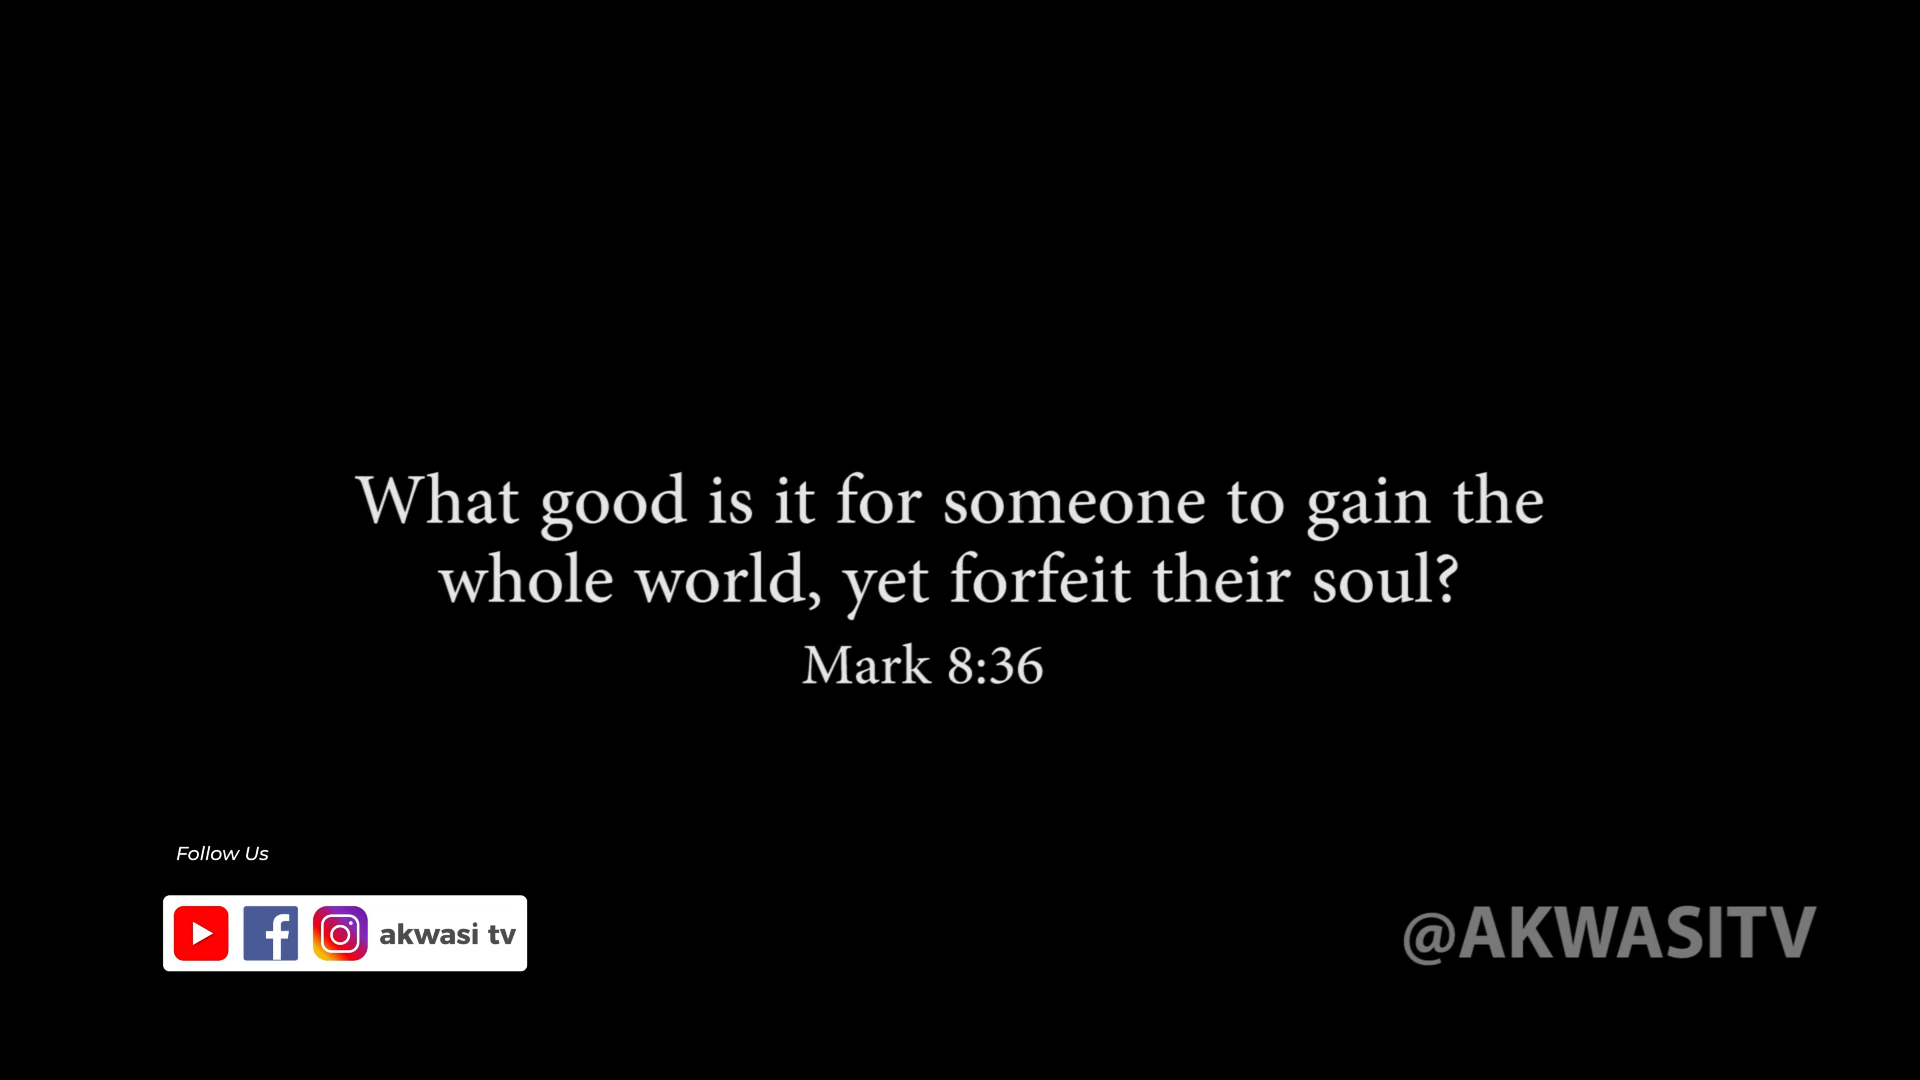 What good is it for someone to gain the
whole world, yet forfeit their soul?
Mark 8:36
Follow Us
akwasi tv
@AKWASITV